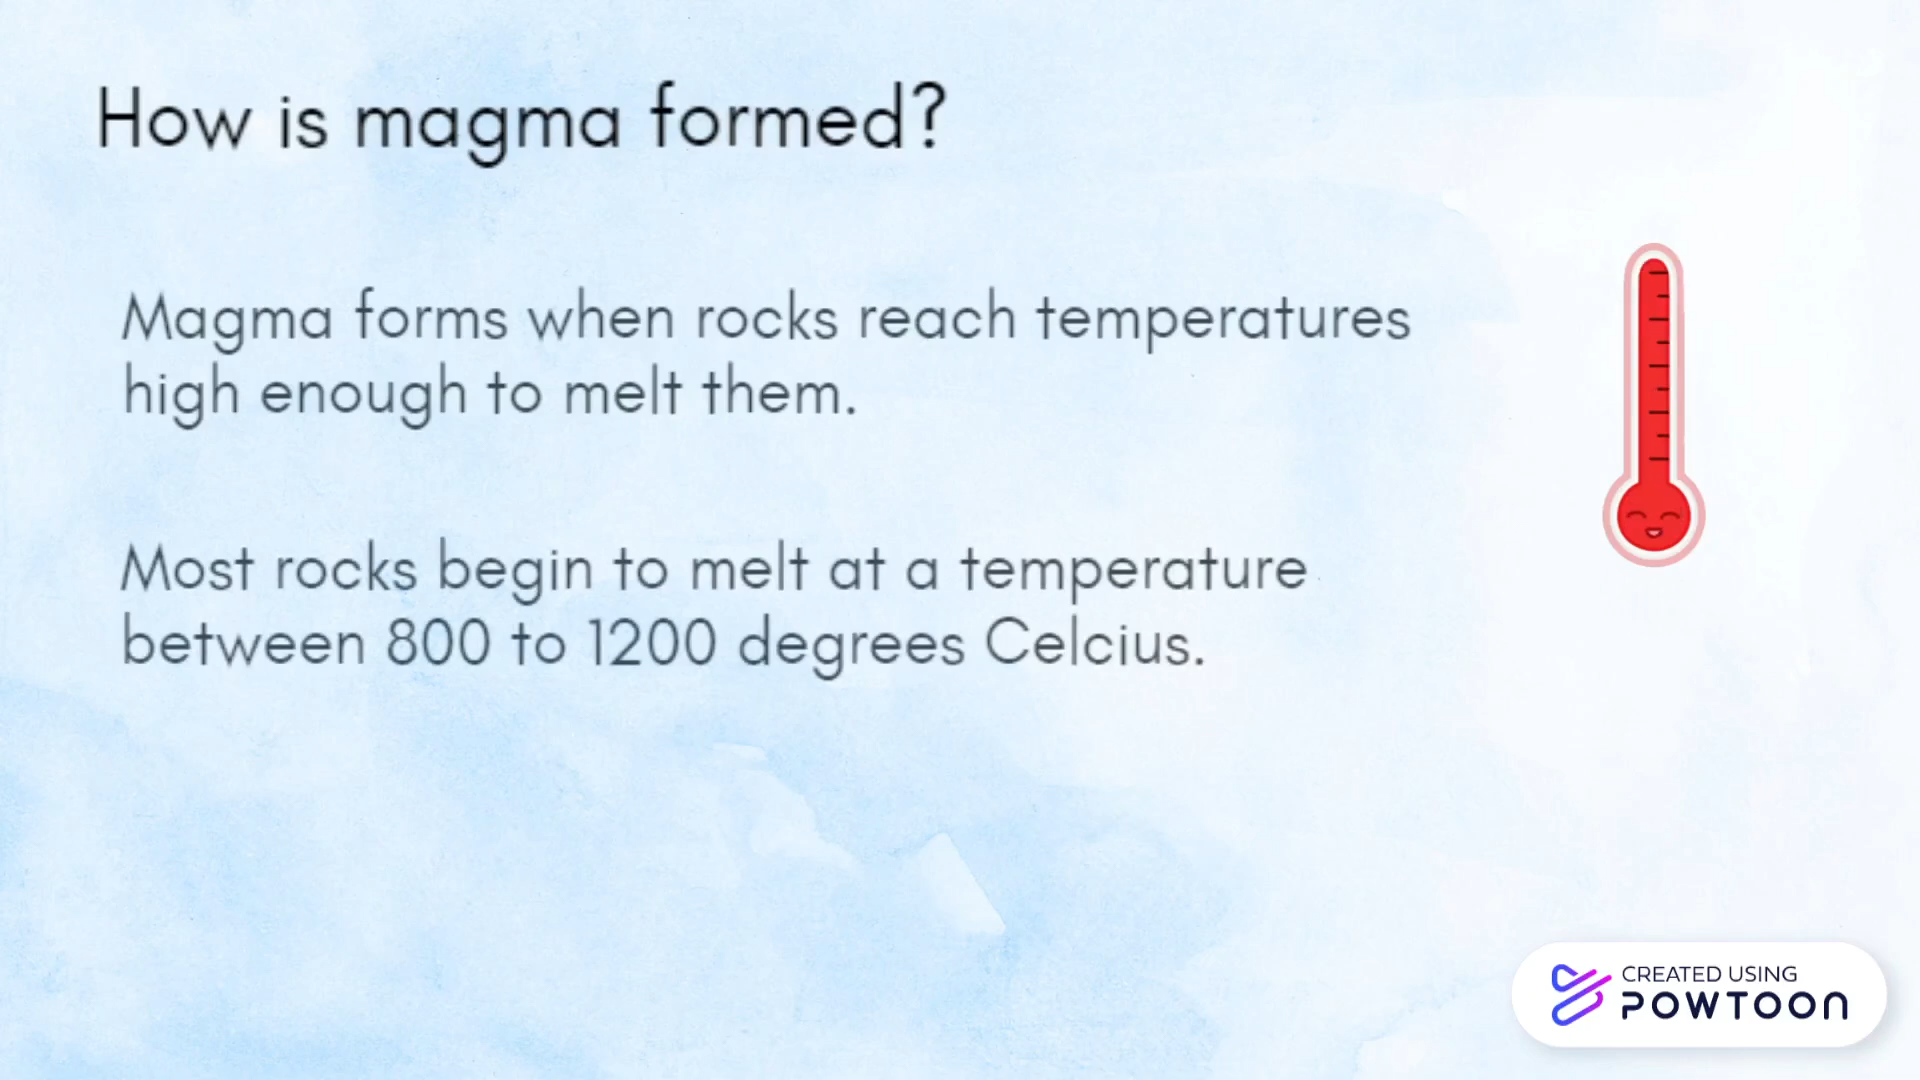 How is magma formed?
Magma forms when rocks reach temperatures
high enough to melt them.
Most rocks begin to melt at a temperature
between 800 to 1200 degrees Celcius.
CREATED USING
POWTOON